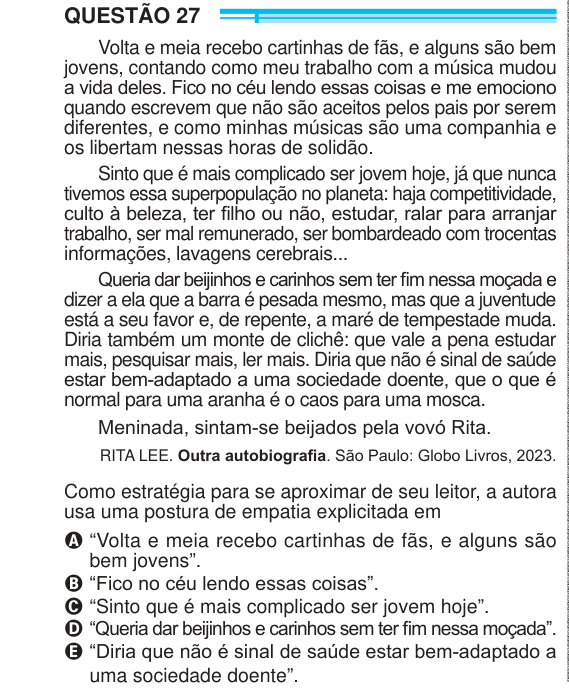 QUESTÃO 27
Volta e meia recebo cartinhas de fãs, e alguns são bem
jovens, contando como meu trabalho com a música mudou
a vida deles. Fico no céu lendo essas coisas e me emociono
quando escrevem que não são aceitos pelos pais por serem
diferentes, e como minhas músicas são uma companhia e
os libertam nessas horas de solidão.
Sinto que é mais complicado ser jovem hoje, já que nunca
tivemos essa superpopulação no planeta: haja competitividade,
culto à beleza, ter filho ou não, estudar, ralar para arranjar
trabalho, ser mal remunerado, ser bombardeado com trocentas
informações, lavagens cerebrais...
Queria dar beijinhos e carinhos sem ter fim nessa moçada e
dizer a ela que a barra é pesada mesmo, mas que a juventude
está a seu favor e, de repente, a maré de tempestade muda.
Diria também um monte de clichê: que vale a pena estudar
mais, pesquisar mais, ler mais. Diria que não é sinal de saúde
estar bem-adaptado a uma sociedade doente, que o que é
normal para uma aranha é o caos para uma mosca.
Meninada, sintam-se beijados pela vovó Rita.
RITA LEE. Outra autobiografia. São Paulo: Globo Livros, 2023.
Como estratégia para se aproximar de seu leitor, a autora
usa uma postura de empatia explicitada em
A “Volta e meia recebo cartinhas de fãs, e alguns são
bem jovens”.
B “Fico no céu lendo essas coisas”.
C “Sinto que é mais complicado ser jovem hoje”.
D “Queria dar beijinhos e carinhos sem ter fim nessa moçada”.
E “Diria que não é sinal de saúde estar bem-adaptado a
uma sociedade doente”.